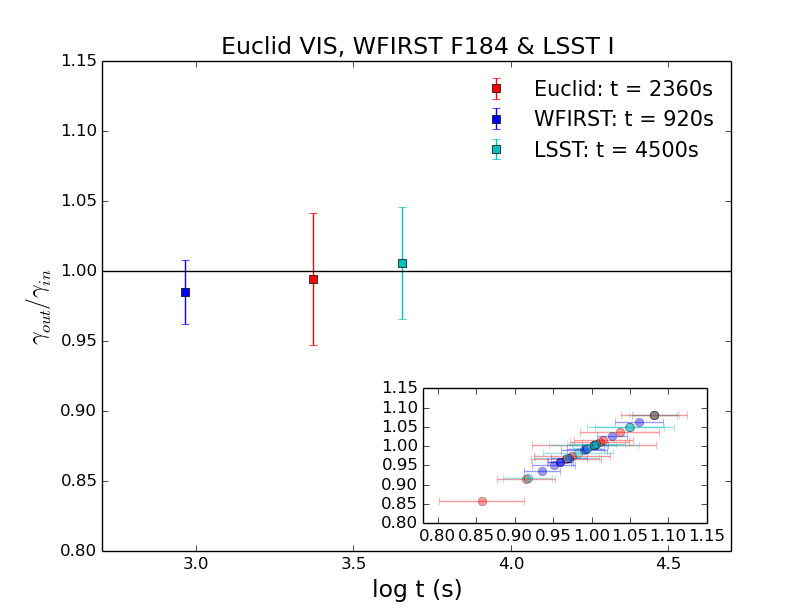 Euclid VIS, WFIRST F184 & LSST I
1.15
1.10
1.05
1.00
0.95
0.90
0.85
0.80
γout/γin
Euclid: t = 2360s
WFIRST: t = 920s
LSST: t = 4500s
1.15
1.10
1.05
1.00
0.95
0.90
0.85
0.80
0.80 0.85 0.90 0.95 1.00 1.05 1.10 1.15
3.0 3.5 4.0 4.5
log t (s)